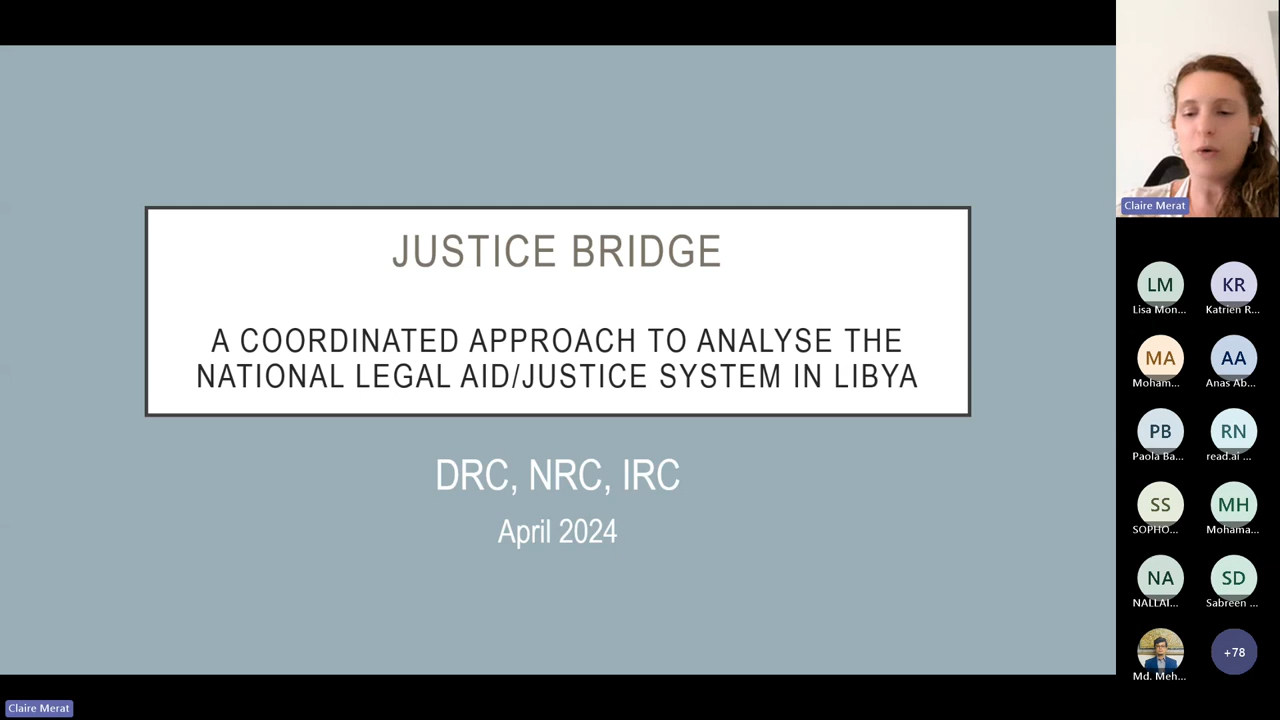 JUSTICE BRIDGE
A COORDINATED APPROACH TO ANALYSE THE
NATIONAL LEGAL AID/JUSTICE SYSTEM IN LIBYA
DRC, NRC, IRC
April 2024
Claire Merat
LM
Lisa Mon...
KR
Katrien R...
MA
Moham...
AA
Anas Ab...
PB
Paola Ba...
RN
read.ai ...
SS
SOPHO...
MH
Mohama...
NA
NALLAI...
SD
Sabreen ...
Md. Meh...
+78
Claire Merat